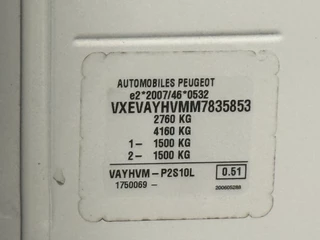 AUTOMOBILES PEUGEOT
e2*2007/46*0532
VXEVAYHVMM7835853
2760 KG
4160 KG
1- 1500 KG
2- 1500 KG
VAYHVM-P2S10L 0.51
1750069 -